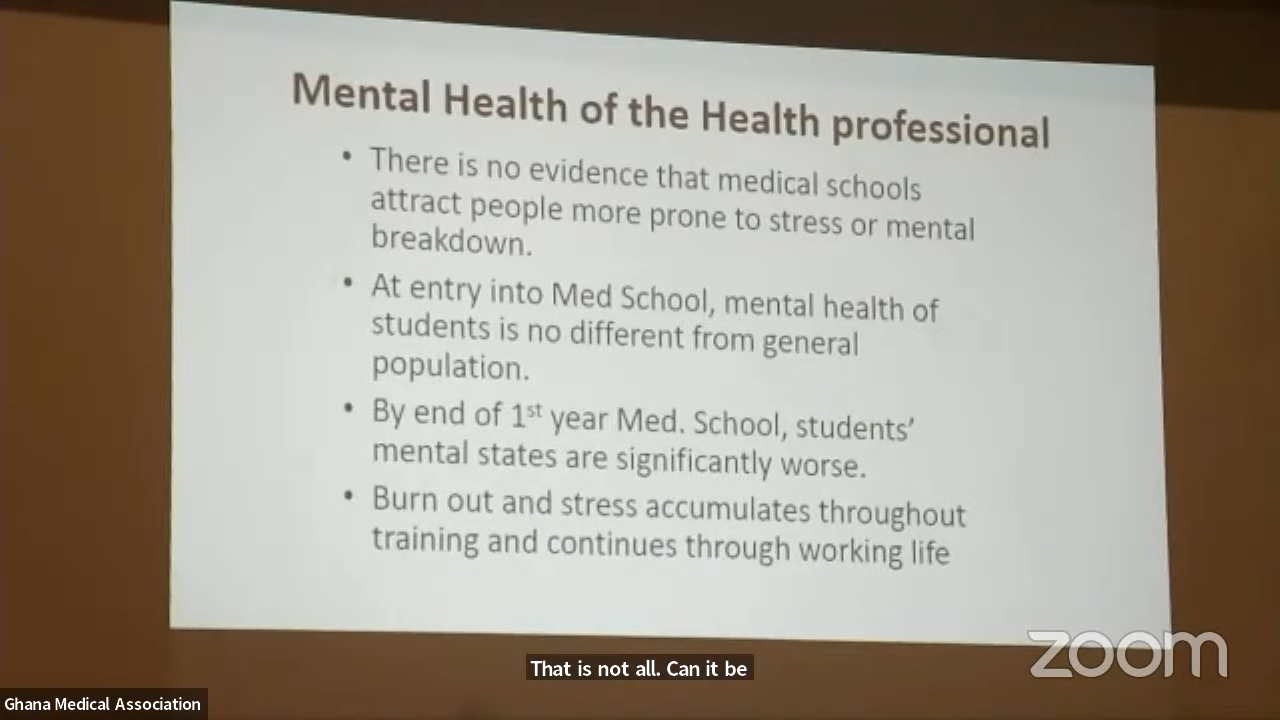 Mental Health of the Health professional
• There is no evidence that medical schools
attract people more prone to stress or mental
breakdown.
• At entry into Med School, mental health of
students is no different from general
population.
• By end of 1st year Med. School, students’
mental states are significantly worse.
• Burn out and stress accumulates throughout
training and continues through working life
zoom
That is not all. Can it be
Ghana Medical Association